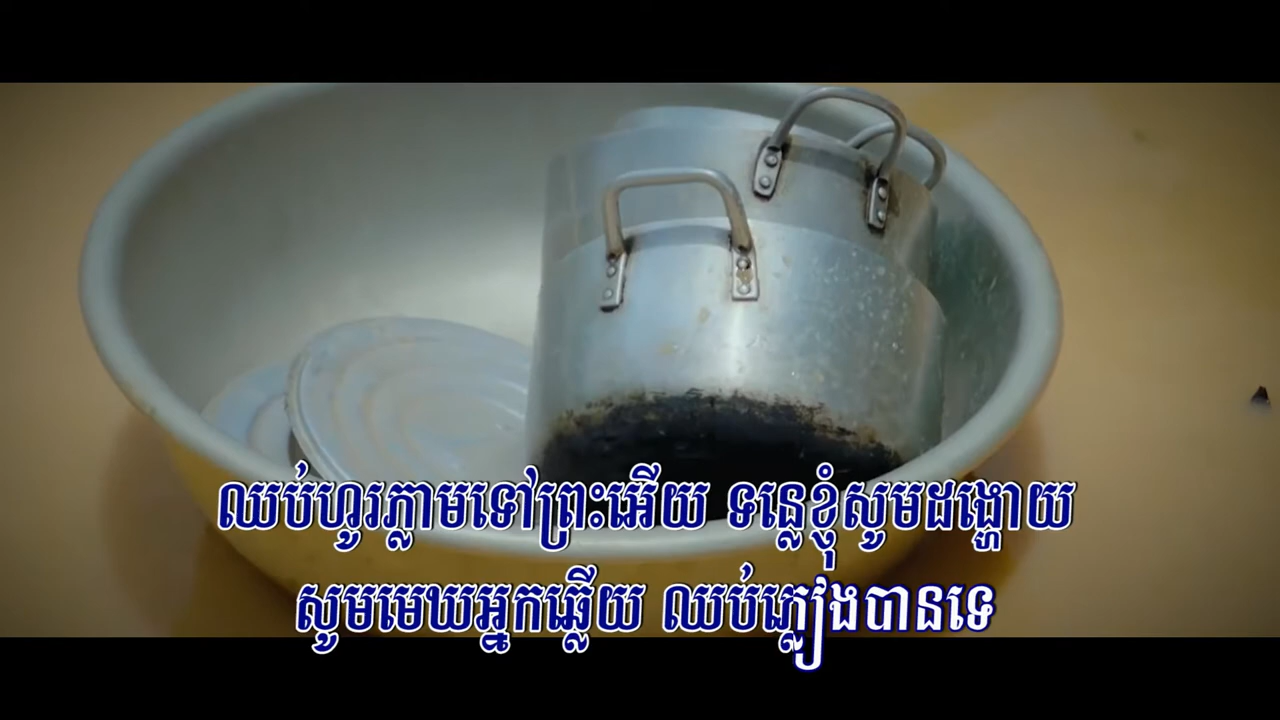 ឈប់ហូរភ្លាមទៅព្រះអើយ ទន្លេខ្ញុំសូមដង្ហោយ
សូមមេឃអ្នកឆ្លើយ ឈប់ភ្លៀងបានទេ